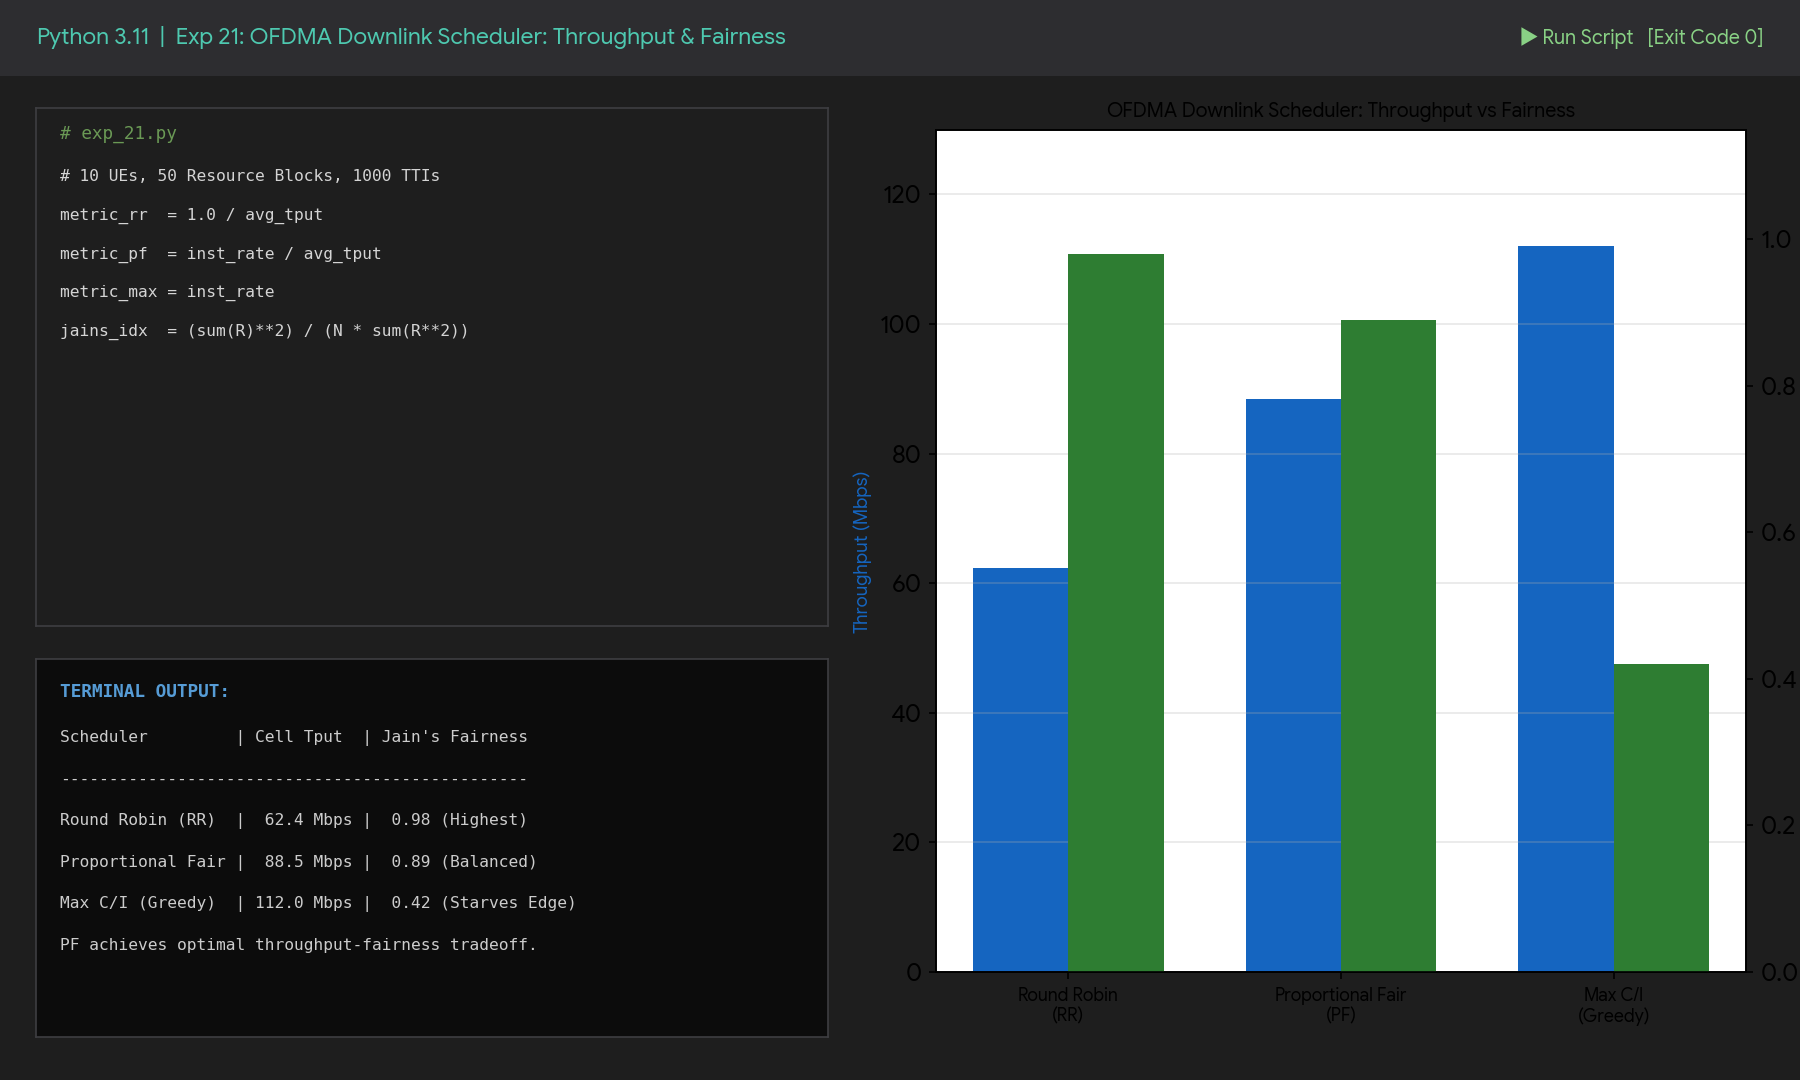 Python 3.11 | Exp 21: OFDMA Downlink Scheduler: Throughput & Fairness
▶ Run Script [Exit Code 0]
# exp_21.py
# 10 UEs, 50 Resource Blocks, 1000 TTIs
metric_rr  = 1.0 / avg_tput
metric_pf  = inst_rate / avg_tput
metric_max = inst_rate
jains_idx  = (sum(R)**2) / (N * sum(R**2))
TERMINAL OUTPUT:
Scheduler         | Cell Tput  | Jain's Fairness
------------------------------------------------
Round Robin (RR)  |  62.4 Mbps |  0.98 (Highest)
Proportional Fair |  88.5 Mbps |  0.89 (Balanced)
Max C/I (Greedy)  | 112.0 Mbps |  0.42 (Starves Edge)
PF achieves optimal throughput-fairness tradeoff.
OFDMA Downlink Scheduler: Throughput vs Fairness
Throughput (Mbps)
120
100
80
60
40
20
0
1.0
0.8
0.6
0.4
0.2
0.0
Round Robin
(RR)
Proportional Fair
(PF)
Max C/I
(Greedy)